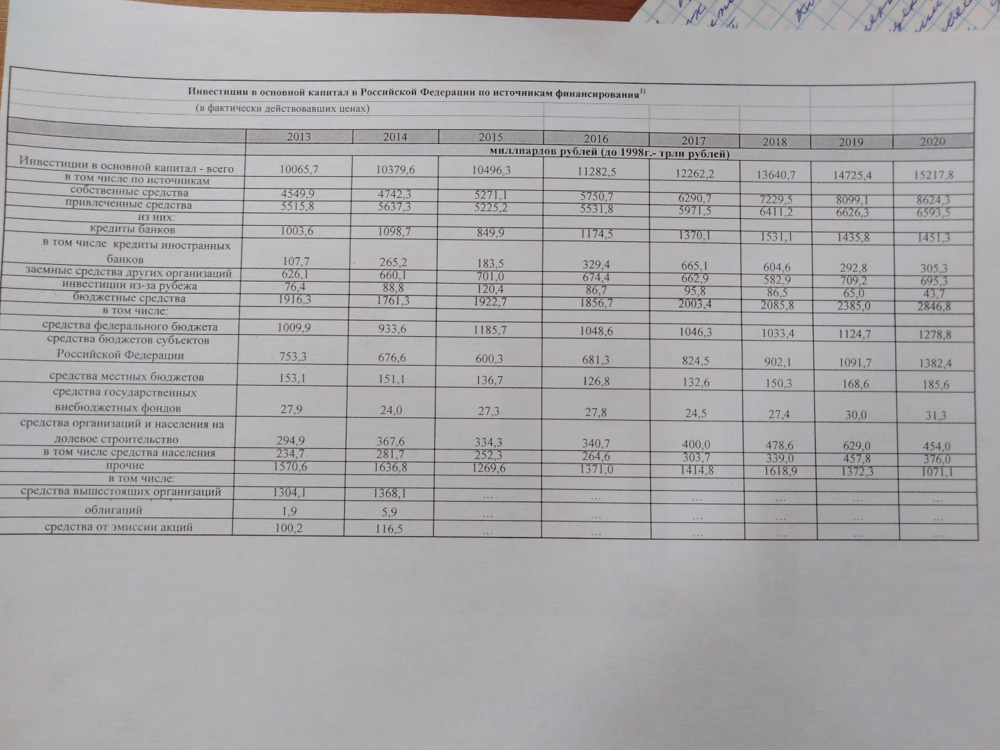 Инвестиции в основной капитал в Российской Федерации по источникам финансирования1)
(в фактически действовавших ценах)
2013 2014 2015 2016 2017 2018 2019 2020
миллиардов рублей (до 1998г.- трлн рублей)
Инвестиции в основной капитал - всего 10065,7 10379,6 10496,3 11282,5 12262,2 13640,7 14725,4 15217,8
в том числе по источникам
собственные средства 4549,9 4742,3 5271,1 5750,7 6290,7 7229,5 8099,1 8624,3
привлеченные средства 5515,8 5637,3 5225,2 5531,8 5971,5 6411,2 6626,3 6593,5
из них:
кредиты банков 1003,6 1098,7 849,9 1174,5 1370,1 1531,1 1435,8 1451,3
в том числе кредиты иностранных
банков 107,7 265,2 183,5 329,4 665,1 604,6 292,8 305,3
заемные средства других организаций 626,1 660,1 701,0 674,4 662,9 582,9 709,2 695,3
инвестиции из-за рубежа 76,4 88,8 120,4 86,7 95,8 86,5 65,0 43,7
бюджетные средства 1916,3 1761,3 1922,7 1856,7 2003,4 2085,8 2385,0 2846,8
в том числе:
средства федерального бюджета 1009,9 933,6 1185,7 1048,6 1046,3 1033,4 1124,7 1278,8
средства бюджетов субъектов
Российской Федерации 753,3 676,6 600,3 681,3 824,5 902,1 1091,7 1382,4
средства местных бюджетов 153,1 151,1 136,7 126,8 132,6 150,3 168,6 185,6
средства государственных
внебюджетных фондов 27,9 24,0 27,3 27,8 24,5 27,4 30,0 31,3
средства организаций и населения на
долевое строительство 294,9 367,6 334,3 340,7 400,0 478,6 629,0 454,0
в том числе средства населения 234,7 281,7 252,3 264,6 303,7 339,0 457,8 376,0
прочие 1570,6 1636,8 1269,6 1371,0 1414,8 1618,9 1372,3 1071,1
в том числе:
средства вышестоящих организаций 1304,1 1368,1 ... ... ... ... ... ...
облигаций 1,9 5,9 ... ... ... ... ... ...
средства от эмиссии акций 100,2 116,5 ... ... ... ... ... ...